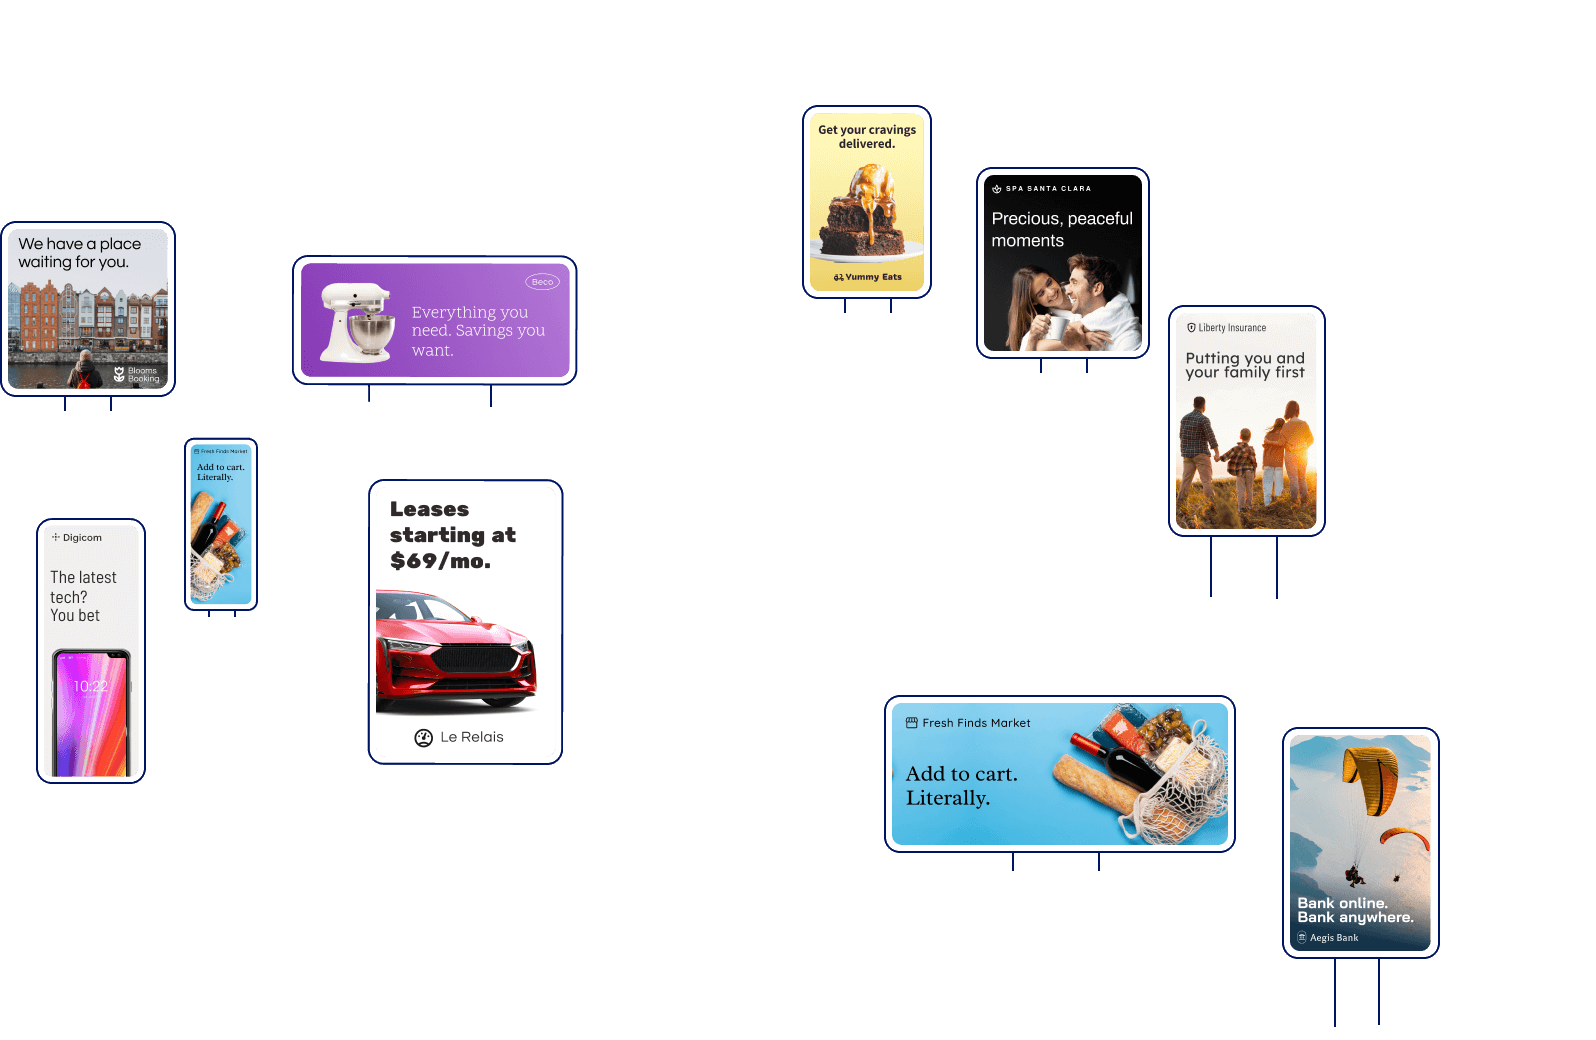 We have a place
waiting for you.
Blooms
Booking
Beco
Everything you
need. Savings you
want.
Fresh Finds Market
Add to cart.
Literally.
Digicom
The latest
tech?
You bet
10:22
Leases
starting at
$69/mo.
Le Relais
Get your cravings
delivered.
Yummy Eats
SPA SANTA CLARA
Precious, peaceful
moments
Liberty Insurance
Putting you and
your family first
Fresh Finds Market
Add to cart.
Literally.
Bank online.
Bank anywhere.
Aegis Bank